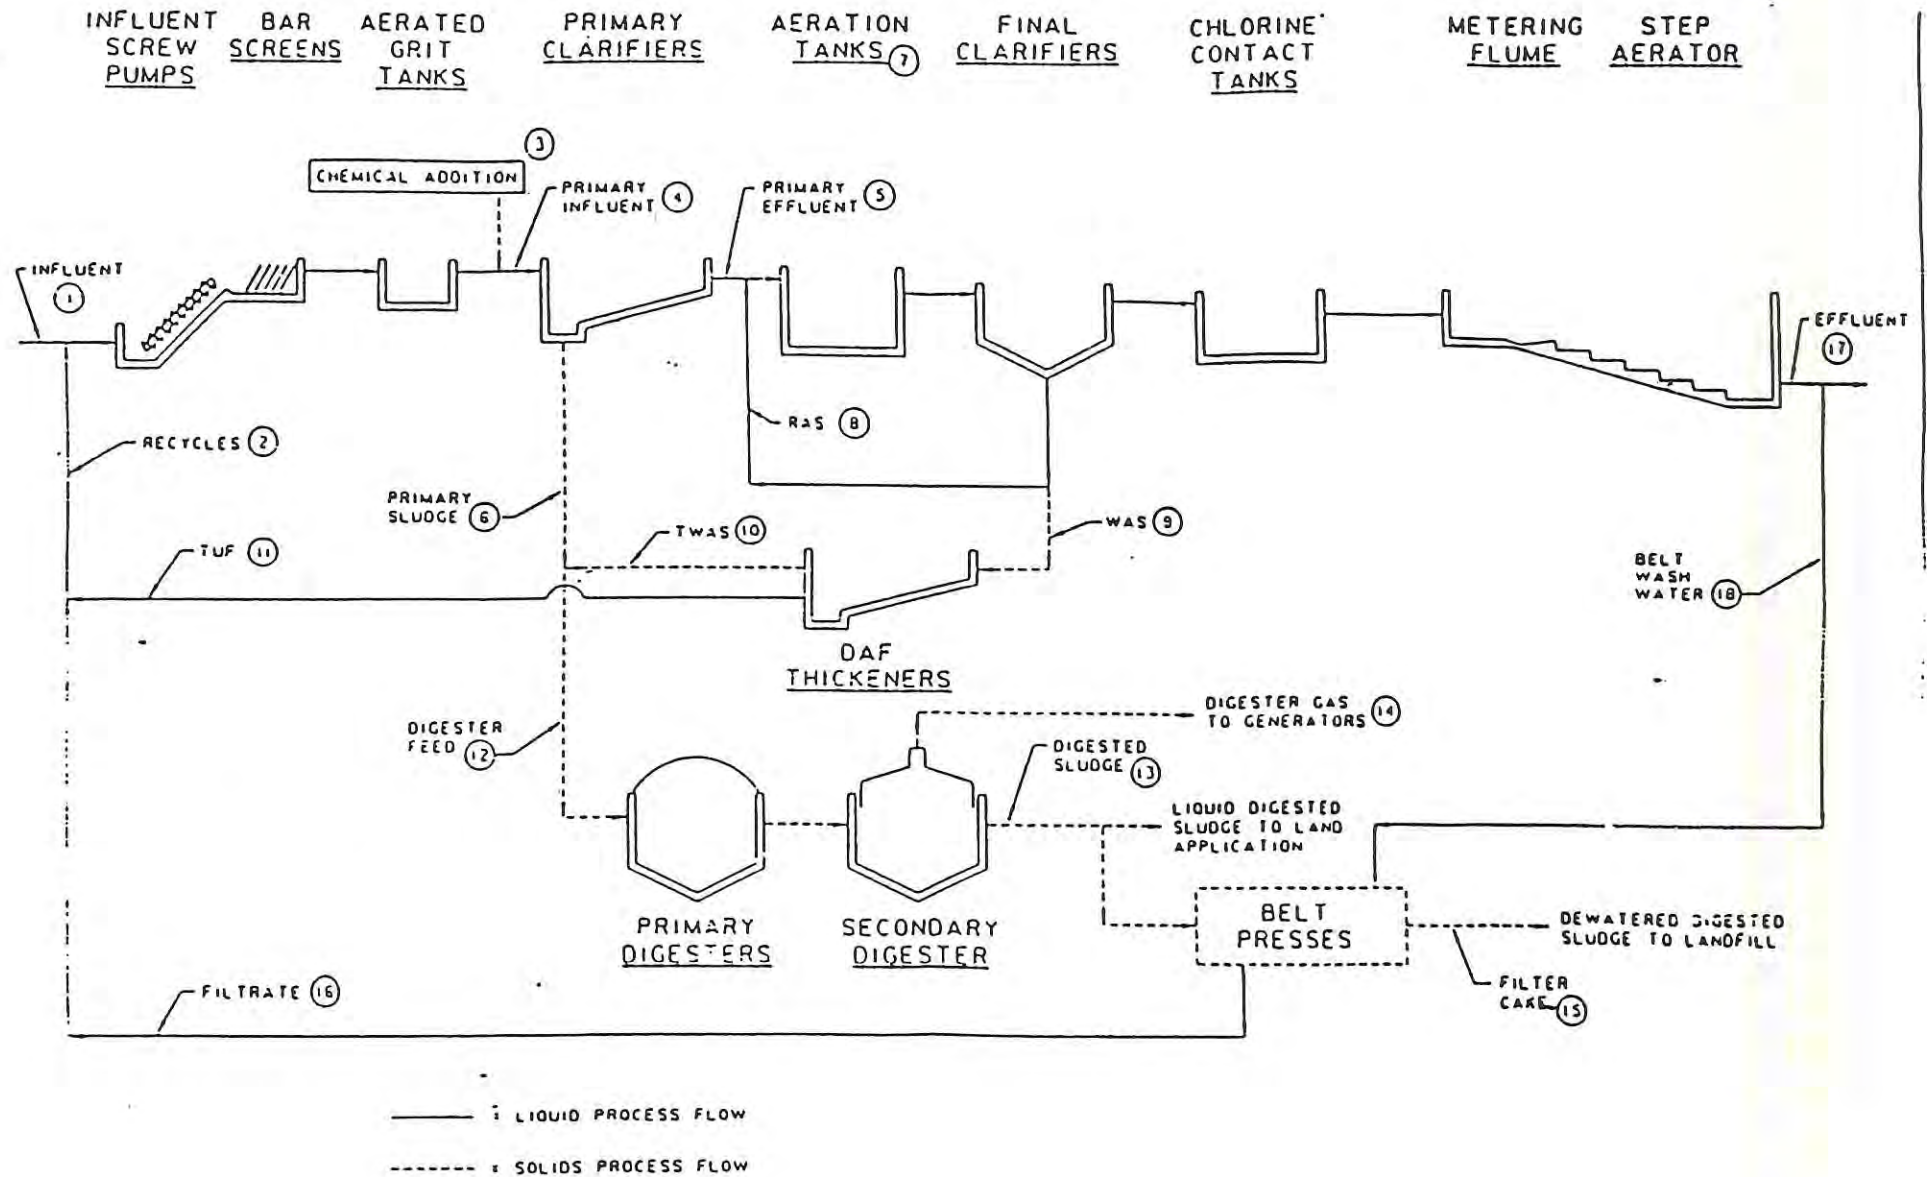 INFLUENT
SCREW
PUMPS
BAR
SCREENS
AERATED
GRIT
TANKS
PRIMARY
CLARIFIERS
AERATION
TANKS 7
FINAL
CLARIFIERS
CHLORINE
CONTACT
TANKS
METERING
FLUME
STEP
AERATOR
3
CHEMICAL ADDITION
PRIMARY
INFLUENT 4
PRIMARY
EFFLUENT 5
INFLUENT
1
EFFLUENT
17
RECYCLES 2
RAS 8
PRIMARY
SLUDGE 6
TWAS 10
WAS 9
TUF 11
BELT
WASH
WATER 18
DAF
THICKENERS
DIGESTER GAS
TO GENERATORS 14
DIGESTER
FEED 12
DIGESTED
SLUDGE 13
LIQUID DIGESTED
SLUDGE TO LAND
APPLICATION
PRIMARY
DIGESTERS
SECONDARY
DIGESTER
BELT
PRESSES
DEWATERED DIGESTED
SLUDGE TO LANDFILL
FILTRATE 16
FILTER
CAKE 15
: LIQUID PROCESS FLOW
: SOLIDS PROCESS FLOW